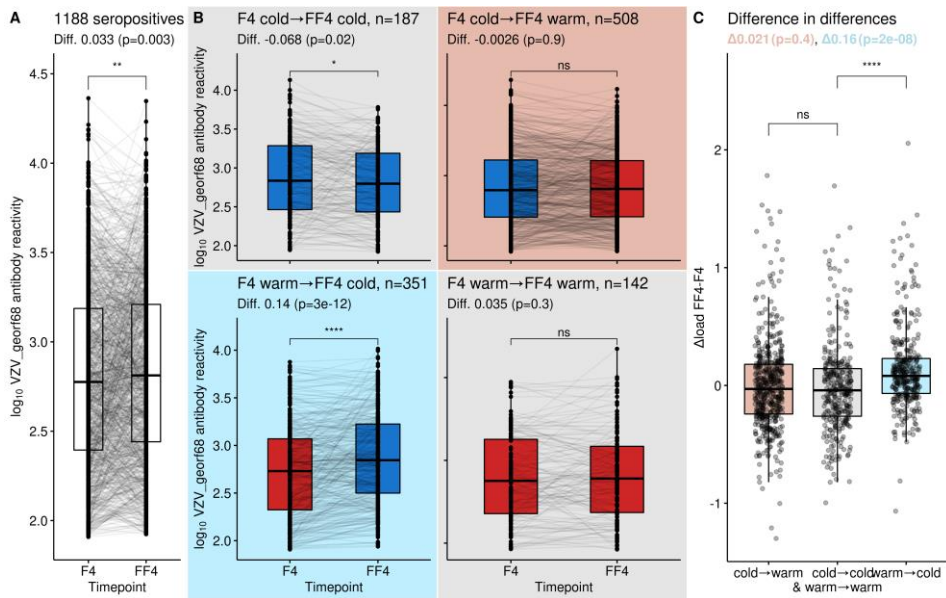 A
1188 seropositives
Diff. 0.033 (p=0.003)
**
log₁₀ VZV_georf68 antibody reactivity
4.5
4.0
3.5
3.0
2.5
2.0
F4
FF4
Timepoint
B
F4 cold→FF4 cold, n=187
Diff. -0.068 (p=0.02)
*
log₁₀ VZV_georf68 antibody reactivity
4.0
3.5
3.0
2.5
2.0
F4 cold→FF4 warm, n=508
Diff. -0.0026 (p=0.9)
ns
F4 warm→FF4 cold, n=351
Diff. 0.14 (p=3e-12)
****
log₁₀ VZV_georf68 antibody reactivity
4.0
3.5
3.0
2.5
2.0
F4
FF4
Timepoint
F4 warm→FF4 warm, n=142
Diff. 0.035 (p=0.3)
ns
F4
FF4
Timepoint
C
Difference in differences
Δ0.021 (p=0.4), Δ0.16 (p=2e-08)
****
ns
Δload FF4-F4
2
1
0
-1
cold→warm
cold→cold
& warm→warm
warm→cold